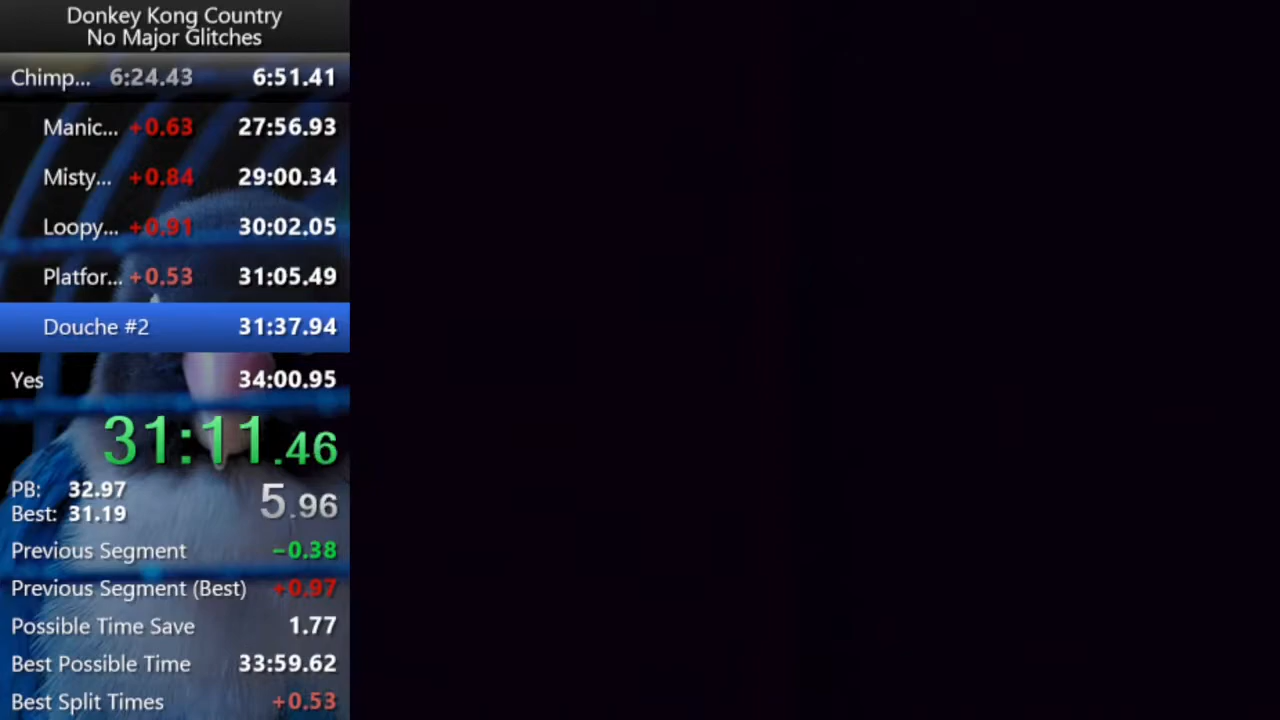 Donkey Kong Country
No Major Glitches
Chimp... 6:24.43 6:51.41
Manic... +0.63 27:56.93
Misty... +0.84 29:00.34
Loopy... +0.91 30:02.05
Platfor... +0.53 31:05.49
Douche #2 31:37.94
Yes 34:00.95
31:11.46
PB: 32.97
Best: 31.19
5.96
Previous Segment −0.38
Previous Segment (Best) +0.97
Possible Time Save 1.77
Best Possible Time 33:59.62
Best Split Times +0.53